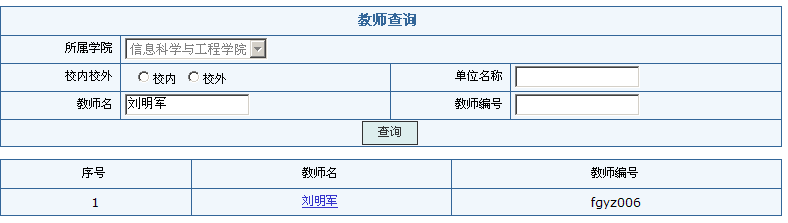 教师查询
所属学院 信息科学与工程学院
校内校外 校内 校外 单位名称
教师名 刘明军 教师编号
查询
序号 教师名 教师编号
1 刘明军 fgyz006